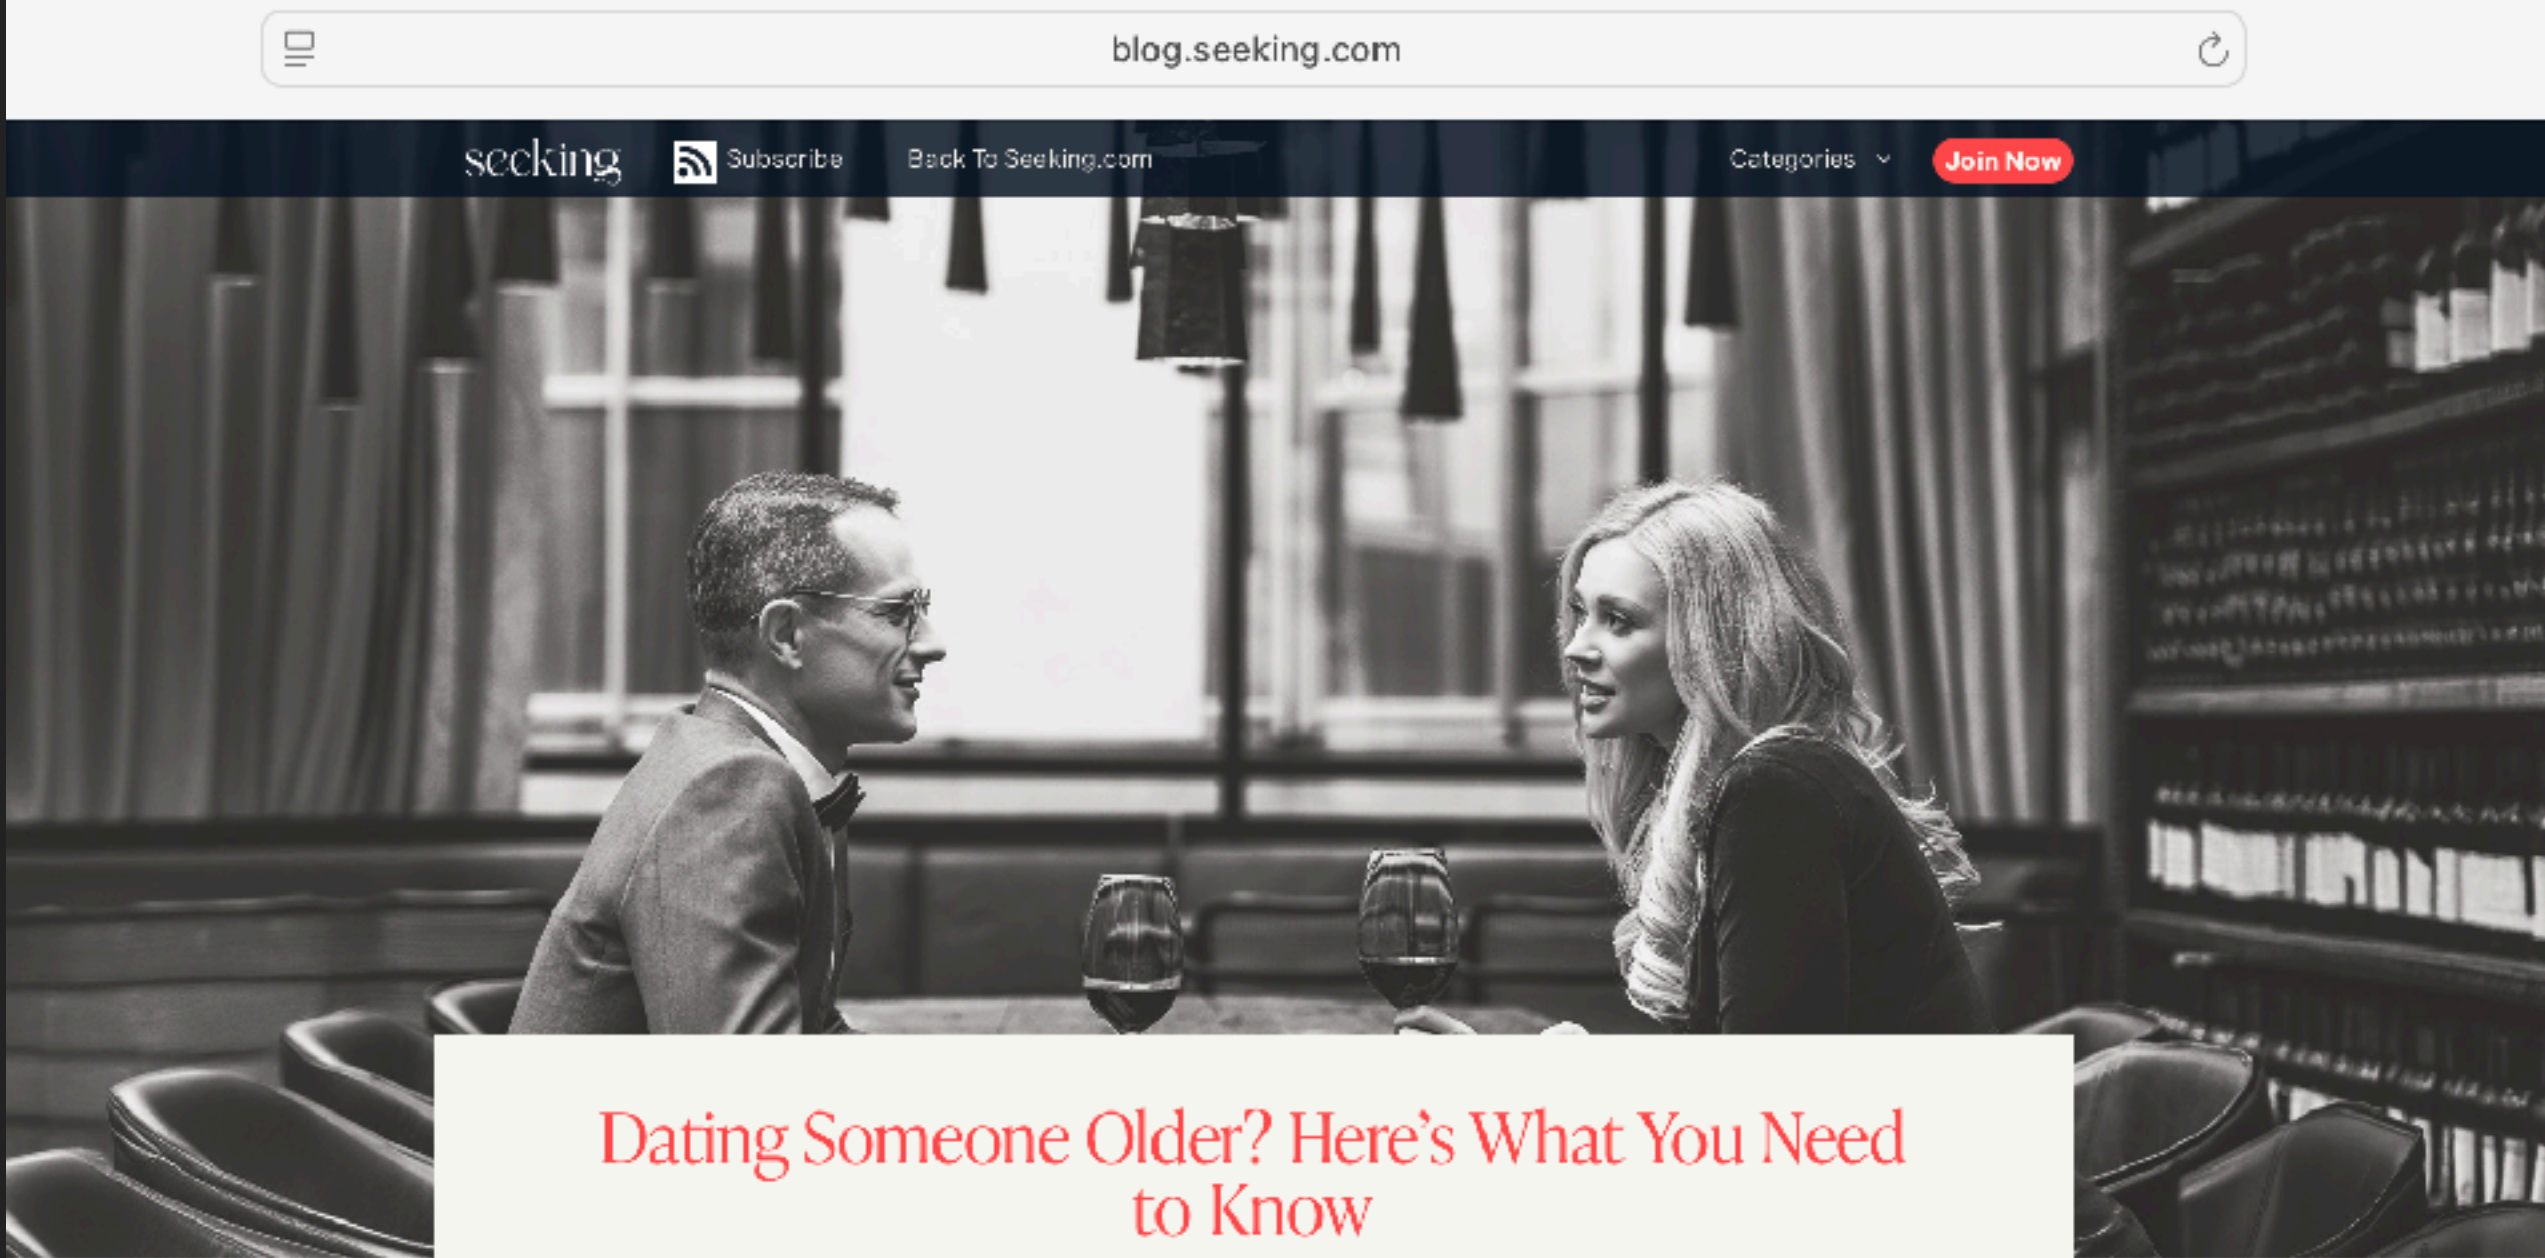 blog.seeking.com
seeking Subscribe Back To Seeking.com Categories Join Now
Dating Someone Older? Here’s What You Need
to Know